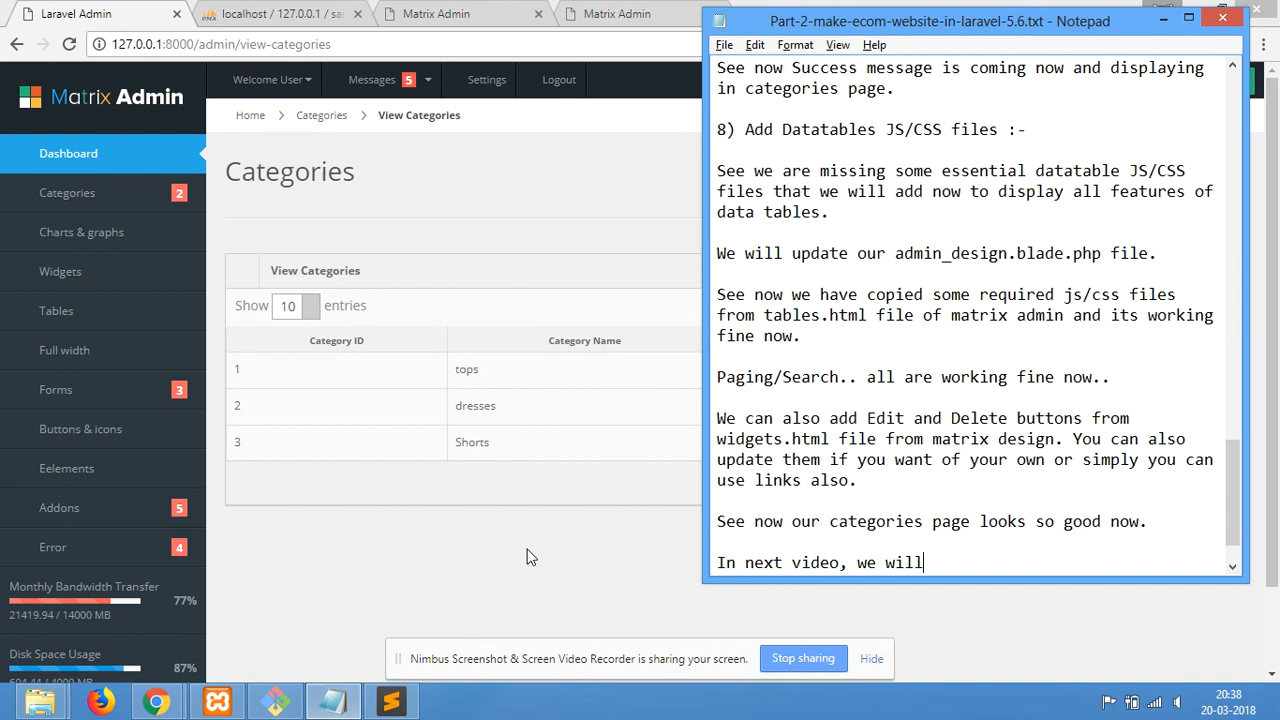 Laravel Admin
localhost / 127.0.0.1 / sa
Matrix Admin
Matrix Admin
127.0.0.1:8000/admin/view-categories
Matrix Admin
Welcome User
Messages 5
Settings
Logout
Home
Categories
View Categories
Dashboard
Categories 2
Charts & graphs
Widgets
Tables
Full width
Forms 3
Buttons & icons
Eelements
Addons 5
Error 4
Monthly Bandwidth Transfer
77%
21419.94 / 14000 MB
Disk Space Usage
87%
604.44 / 4000 MB
Categories
View Categories
Show 10 entries
Category ID Category Name
1 tops
2 dresses
3 Shorts
Part-2-make-ecom-website-in-laravel-5.6.txt - Notepad
File Edit Format View Help
See now Success message is coming now and displaying
in categories page.
8) Add Datatables JS/CSS files :-
See we are missing some essential datatable JS/CSS
files that we will add now to display all features of
data tables.
We will update our admin_design.blade.php file.
See now we have copied some required js/css files
from tables.html file of matrix admin and its working
fine now.
Paging/Search.. all are working fine now..
We can also add Edit and Delete buttons from
widgets.html file from matrix design. You can also
update them if you want of your own or simply you can
use links also.
See now our categories page looks so good now.
In next video, we will
Nimbus Screenshot & Screen Video Recorder is sharing your screen.
Stop sharing
Hide
20:38
20-03-2018